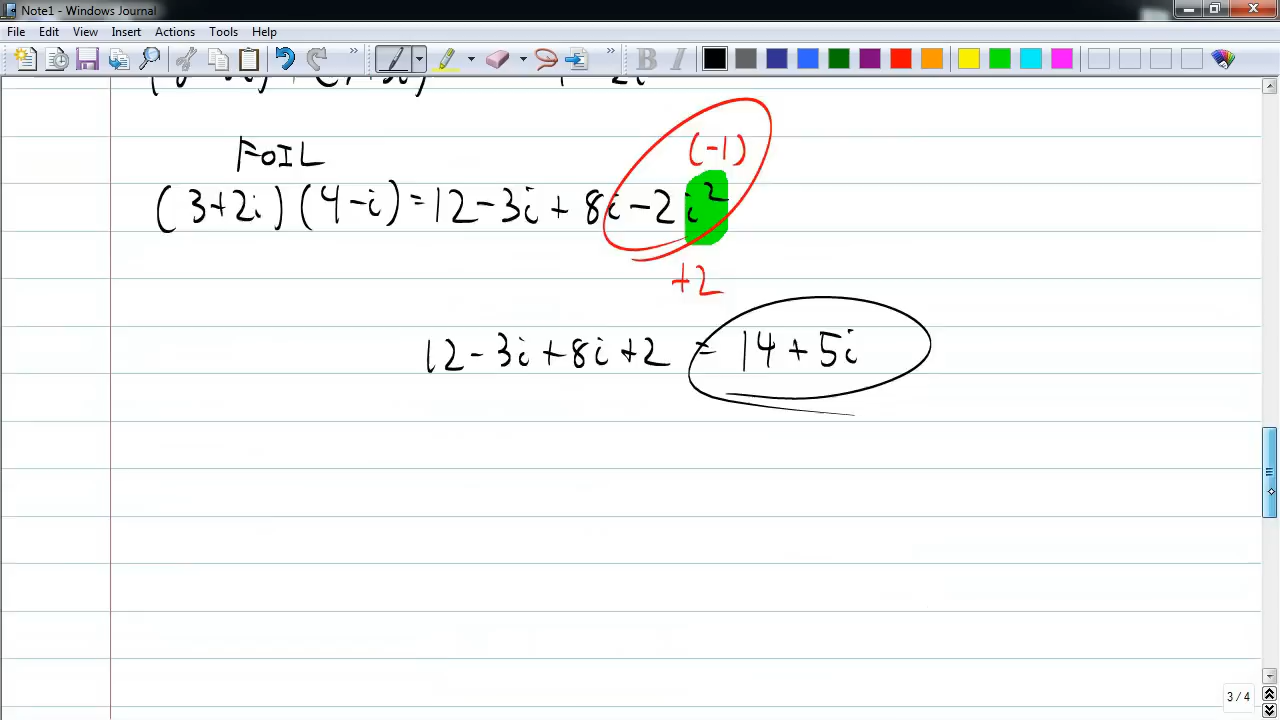 Note1 - Windows Journal
File Edit View Insert Actions Tools Help
B I
FOIL
(-1)
(3+2i)(4-i)=12-3i+8i-2i²
+2
12-3i+8i+2 = 14+5i
3 / 4